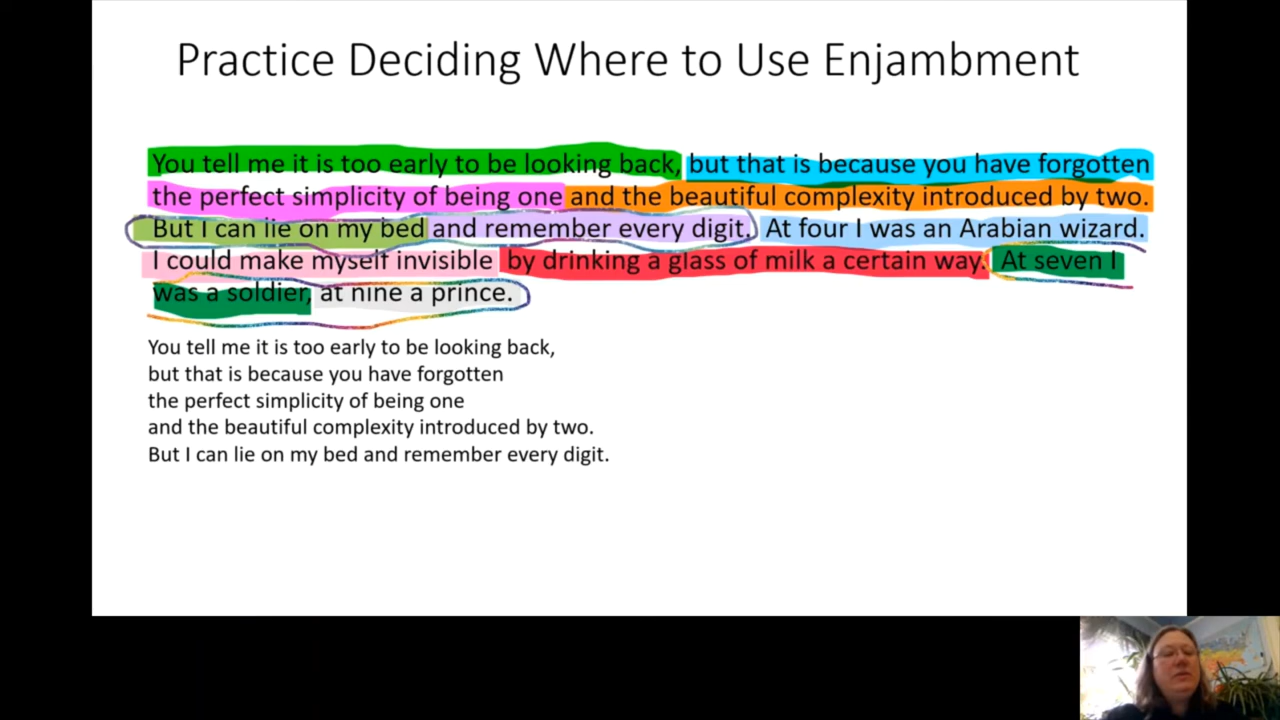 Practice Deciding Where to Use Enjambment
You tell me it is too early to be looking back, but that is because you have forgotten
the perfect simplicity of being one and the beautiful complexity introduced by two.
But I can lie on my bed and remember every digit. At four I was an Arabian wizard.
I could make myself invisible by drinking a glass of milk a certain way. At seven I
was a soldier, at nine a prince.
You tell me it is too early to be looking back,
but that is because you have forgotten
the perfect simplicity of being one
and the beautiful complexity introduced by two.
But I can lie on my bed and remember every digit.